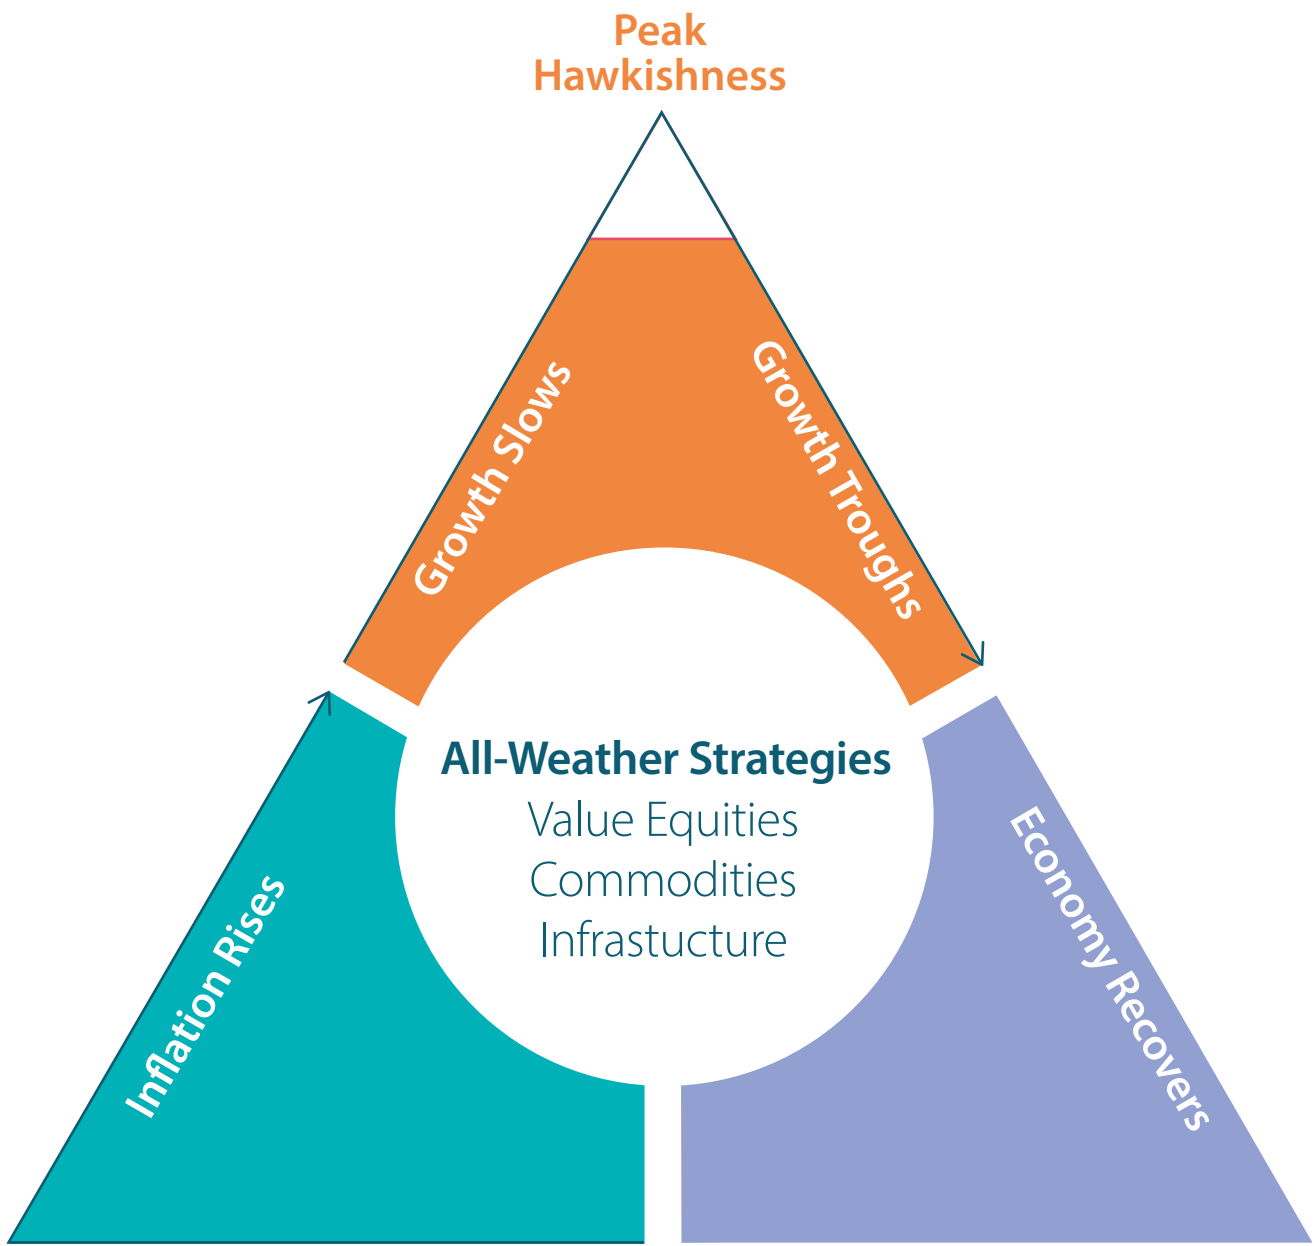 Peak
Hawkishness
Growth Slows
Growth Troughs
All-Weather Strategies
Value Equities
Commodities
Infrastucture
Inflation Rises
Economy Recovers